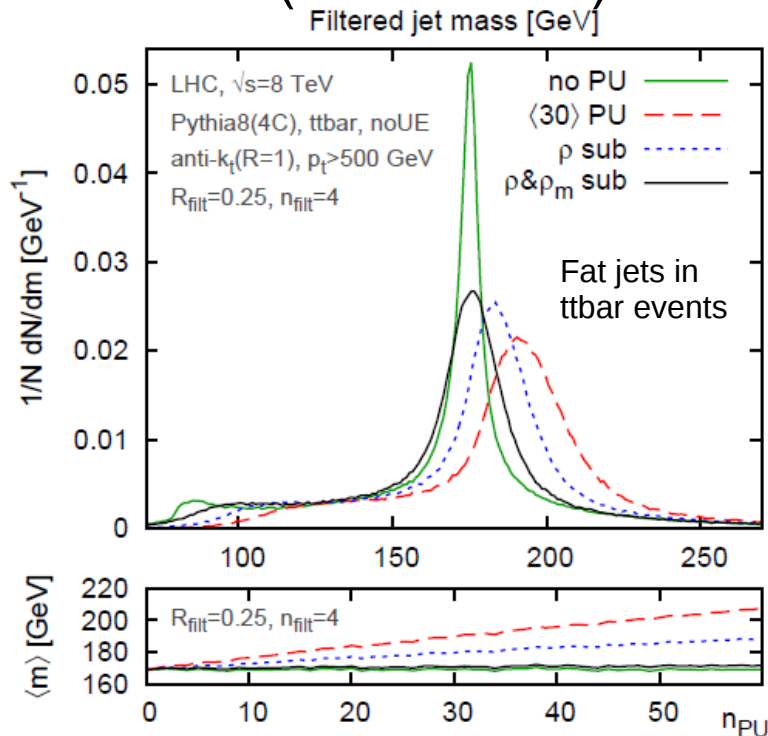 Filtered jet mass [GeV]
LHC, √s=8 TeV
Pythia8(4C), ttbar, noUE
anti-kt(R=1), pt>500 GeV
Rfilt=0.25, nfilt=4
no PU
⟨30⟩ PU
ρ sub
ρ&ρm sub
Fat jets in
ttbar events
1/N dN/dm [GeV-1]
0.05
0.04
0.03
0.02
0.01
0
100 150 200 250
⟨m⟩ [GeV]
220
200
180
160
Rfilt=0.25, nfilt=4
0 10 20 30 40 50
nPU